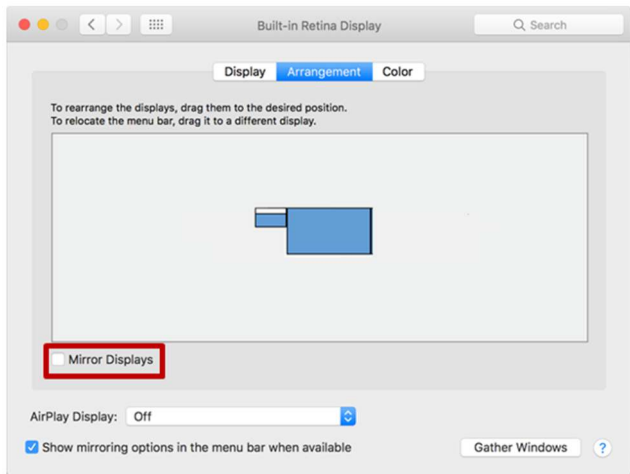 Built-in Retina Display
Search
Display Arrangement Color
To rearrange the displays, drag them to the desired position.
To relocate the menu bar, drag it to a different display.
Mirror Displays
AirPlay Display: Off
Show mirroring options in the menu bar when available
Gather Windows ?